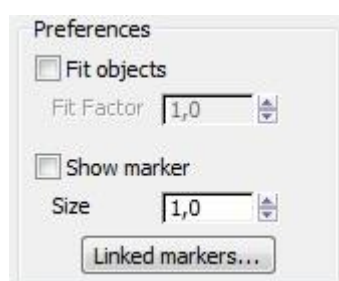 Preferences
Fit objects
Fit Factor 1,0
Show marker
Size 1,0
Linked markers...